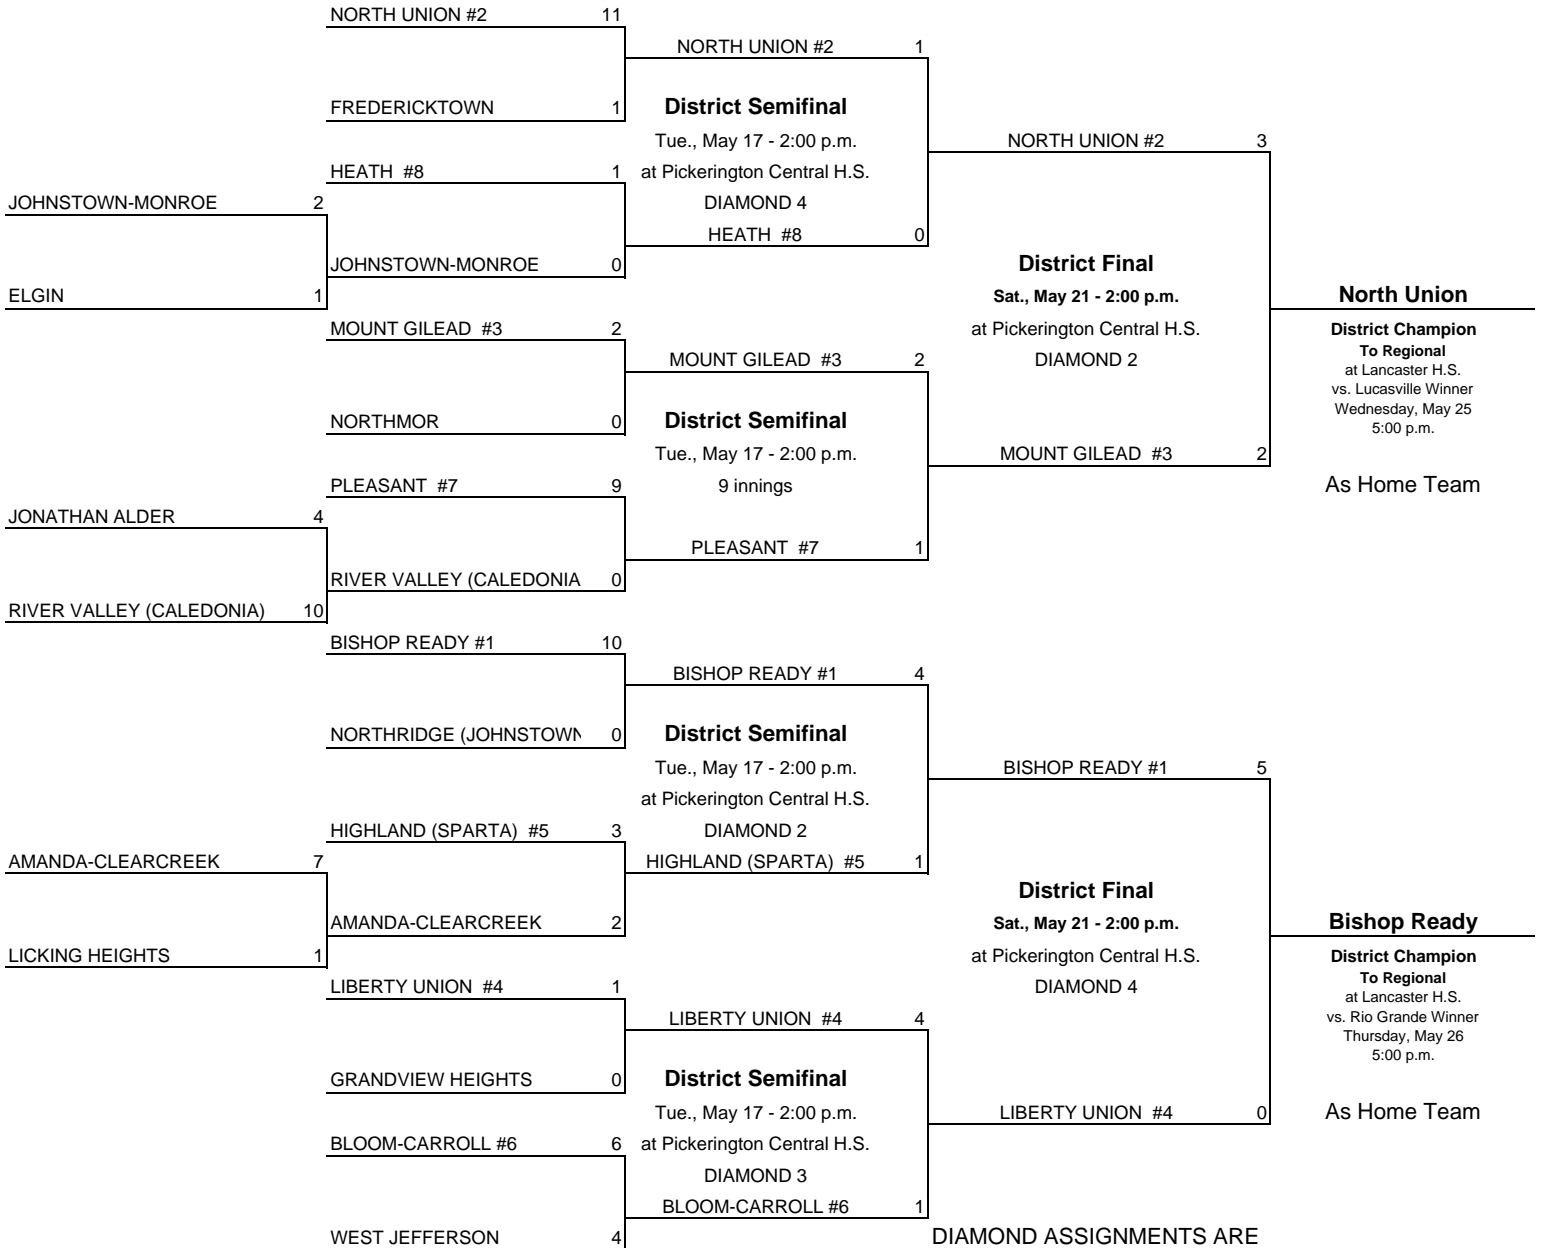 NORTH UNION #2 11
NORTH UNION #2 1
FREDERICKTOWN 1
District Semifinal
Tue., May 17 - 2:00 p.m.
NORTH UNION #2 3
HEATH #8 1
at Pickerington Central H.S.
JOHNSTOWN-MONROE 2
DIAMOND 4
HEATH #8 0
JOHNSTOWN-MONROE 0
District Final
ELGIN 1
Sat., May 21 - 2:00 p.m.
North Union
MOUNT GILEAD #3 2
at Pickerington Central H.S.
District Champion
To Regional
MOUNT GILEAD #3 2
DIAMOND 2
at Lancaster H.S.
vs. Lucasville Winner
Wednesday, May 25
5:00 p.m.
NORTHMOR 0
District Semifinal
Tue., May 17 - 2:00 p.m.
MOUNT GILEAD #3 2
PLEASANT #7 9
9 innings
As Home Team
JONATHAN ALDER 4
PLEASANT #7 1
RIVER VALLEY (CALEDONIA 0
RIVER VALLEY (CALEDONIA) 10
BISHOP READY #1 10
BISHOP READY #1 4
NORTHRIDGE (JOHNSTOWN 0
District Semifinal
Tue., May 17 - 2:00 p.m.
BISHOP READY #1 5
at Pickerington Central H.S.
HIGHLAND (SPARTA) #5 3
DIAMOND 2
AMANDA-CLEARCREEK 7
HIGHLAND (SPARTA) #5 1
District Final
AMANDA-CLEARCREEK 2
Sat., May 21 - 2:00 p.m.
Bishop Ready
LICKING HEIGHTS 1
at Pickerington Central H.S.
District Champion
To Regional
LIBERTY UNION #4 1
DIAMOND 4
at Lancaster H.S.
vs. Rio Grande Winner
LIBERTY UNION #4 4
Thursday, May 26
5:00 p.m.
GRANDVIEW HEIGHTS 0
District Semifinal
Tue., May 17 - 2:00 p.m.
LIBERTY UNION #4 0
As Home Team
BLOOM-CARROLL #6 6
at Pickerington Central H.S.
DIAMOND 3
BLOOM-CARROLL #6 1
WEST JEFFERSON 4
DIAMOND ASSIGNMENTS ARE